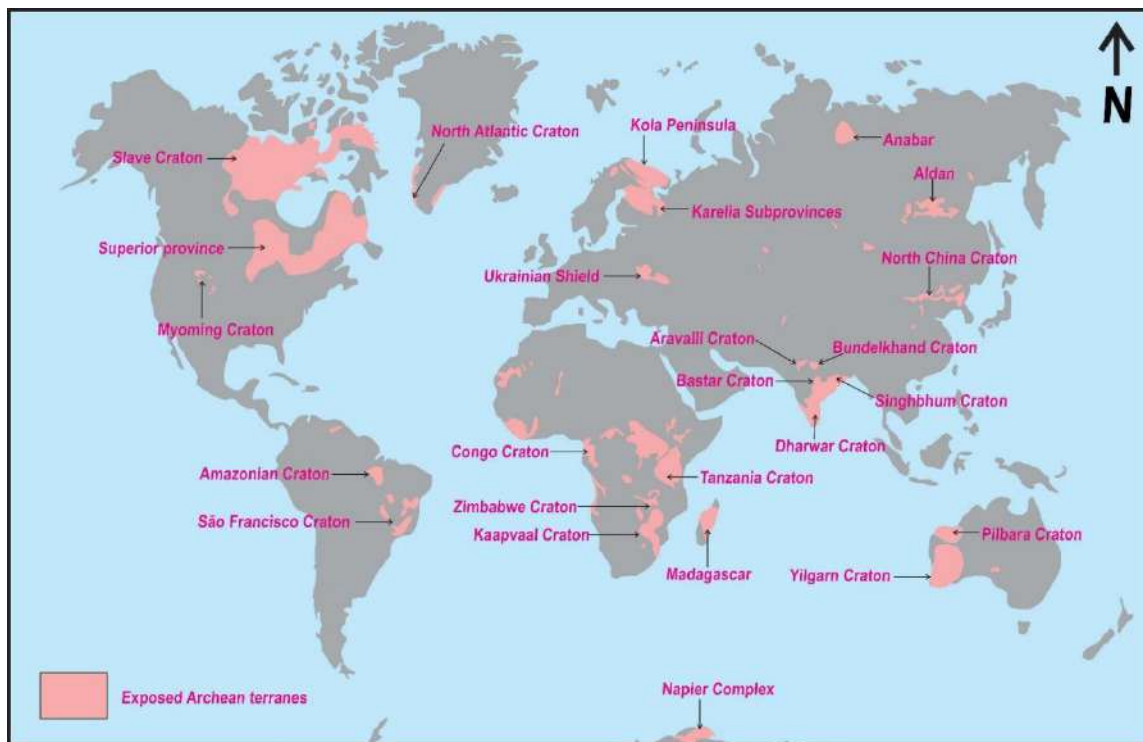 N
North Atlantic Craton
Kola Peninsula
Anabar
Slave Craton
Aldan
Karelia Subprovinces
Superior province
North China Craton
Ukrainian Shield
Myoming Craton
Aravalli Craton
Bundelkhand Craton
Bastar Craton
Singhbhum Craton
Dharwar Craton
Congo Craton
Amazonian Craton
Tanzania Craton
Zimbabwe Craton
São Francisco Craton
Kaapvaal Craton
Pilbara Craton
Madagascar
Yilgarn Craton
Napier Complex
Exposed Archean terranes